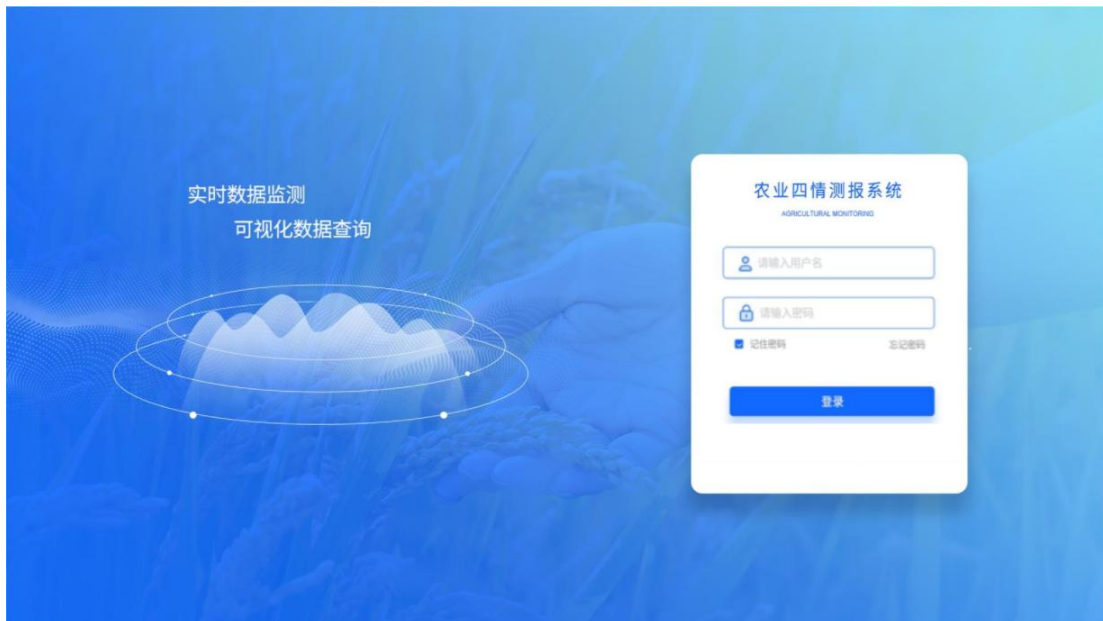 实时数据监测
可视化数据查询
农业四情测报系统
AGRICULTURAL MONITORING
请输入用户名
请输入密码
记住密码 忘记密码
登录